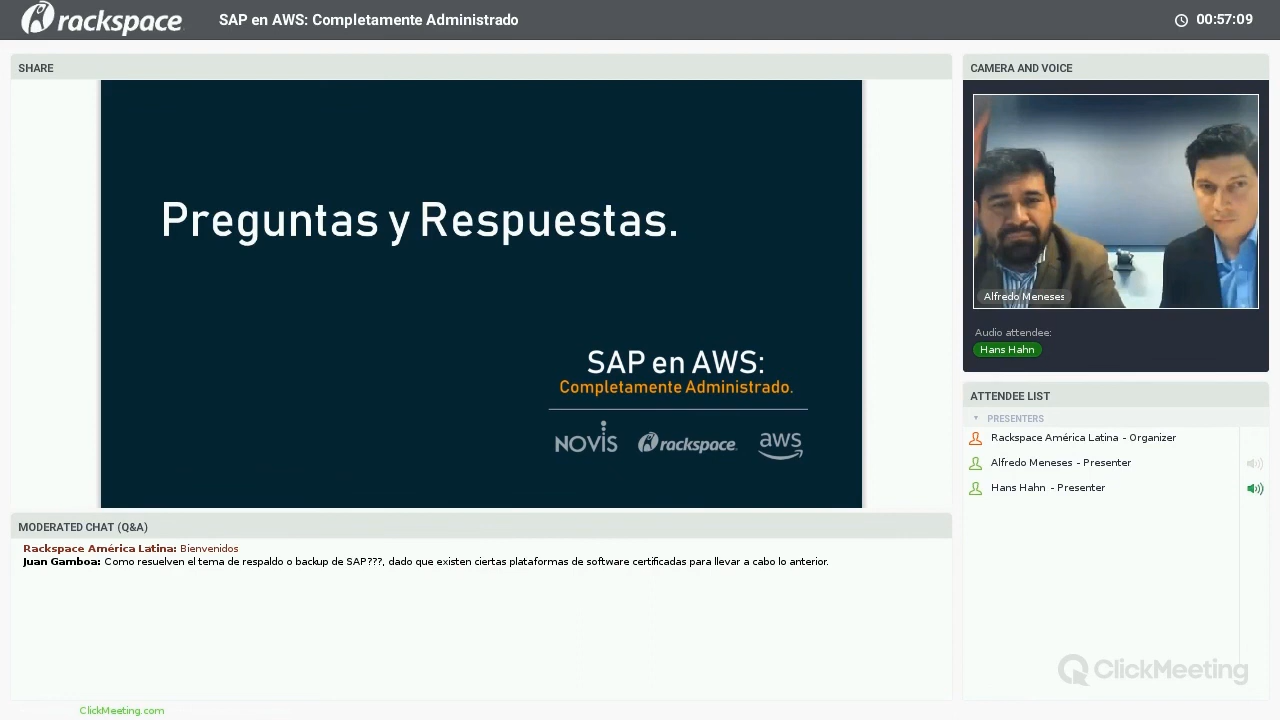 rackspace
SAP en AWS: Completamente Administrado
00:57:09
SHARE
Preguntas y Respuestas.
SAP en AWS:
Completamente Administrado.
NOVIS
rackspace
aws
MODERATED CHAT (Q&A)
Rackspace América Latina: Bienvenidos
Juan Gamboa: Como resuelven el tema de respaldo o backup de SAP???, dado que existen ciertas plataformas de software certificadas para llevar a cabo lo anterior.
CAMERA AND VOICE
Alfredo Meneses
Audio attendee:
Hans Hahn
ATTENDEE LIST
PRESENTERS
Rackspace América Latina - Organizer
Alfredo Meneses - Presenter
Hans Hahn - Presenter
ClickMeeting
ClickMeeting.com